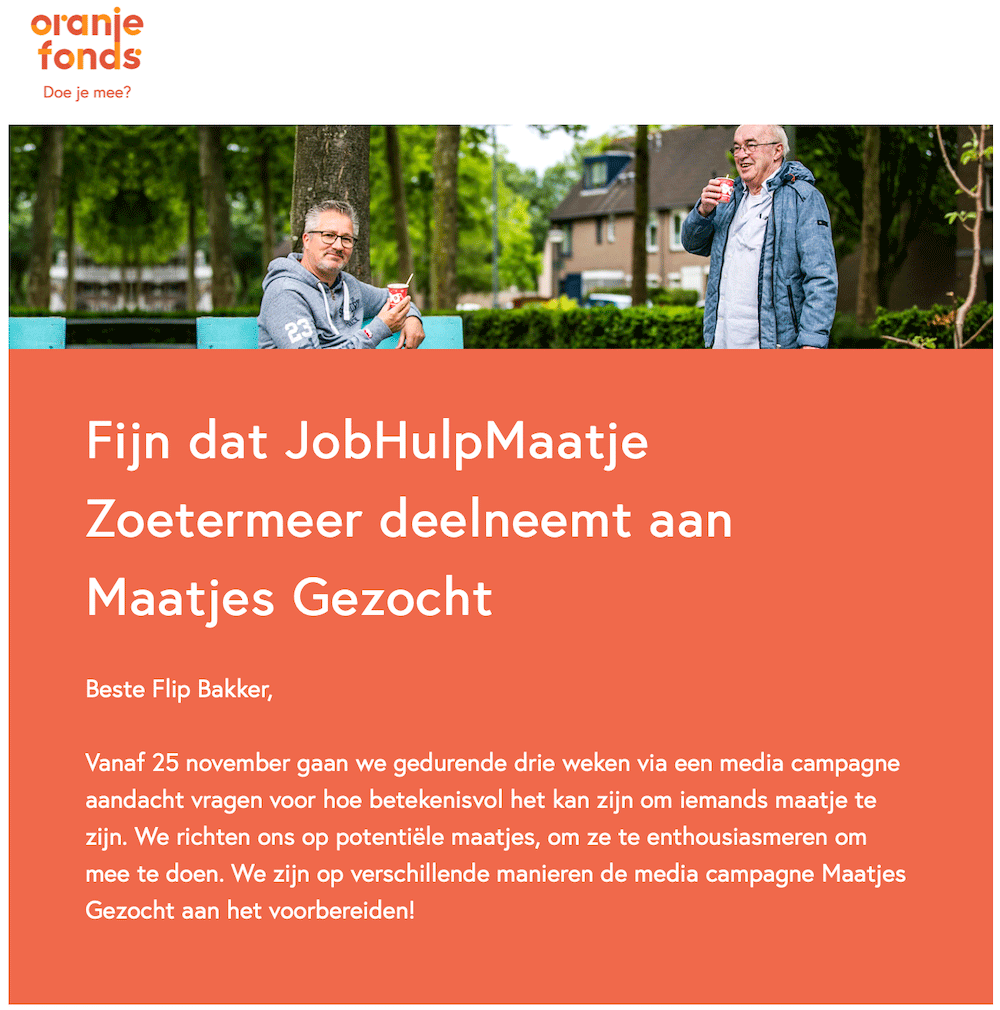 oranje
fonds
Doe je mee?
23
Fijn dat JobHulpMaatje
Zoetermeer deelneemt aan
Maatjes Gezocht
Beste Flip Bakker,
Vanaf 25 november gaan we gedurende drie weken via een media campagne
aandacht vragen voor hoe betekenisvol het kan zijn om iemands maatje te
zijn. We richten ons op potentiële maatjes, om ze te enthousiasmeren om
mee te doen. We zijn op verschillende manieren de media campagne Maatjes
Gezocht aan het voorbereiden!